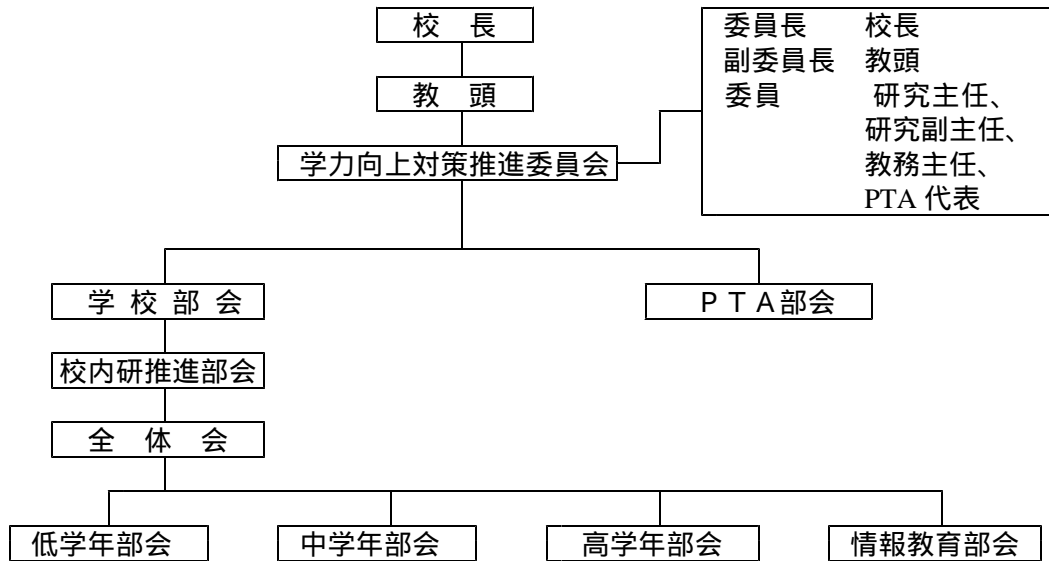 校 長
教 頭
学力向上対策推進委員会
委員長 校長
副委員長 教頭
委員 研究主任、
研究副主任、
教務主任、
PTA 代表
学 校 部 会
ＰＴＡ部会
校内研推進部会
全 体 会
低学年部会
中学年部会
高学年部会
情報教育部会